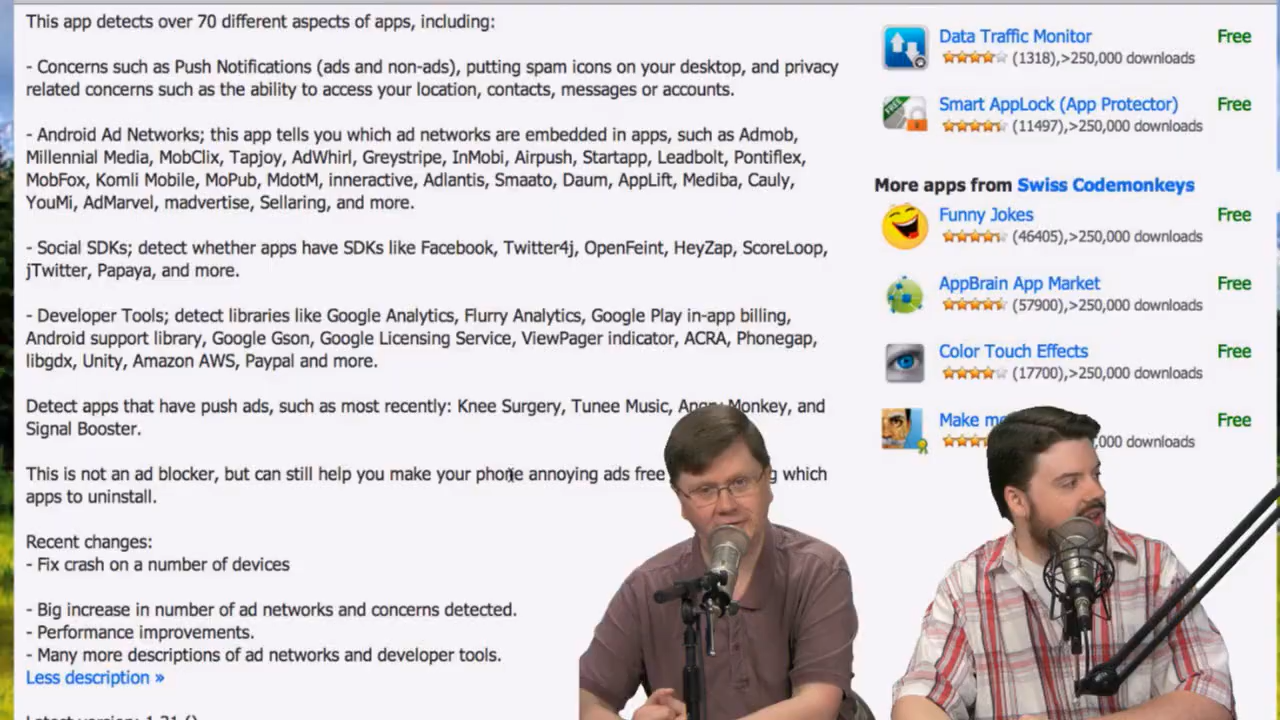 This app detects over 70 different aspects of apps, including:
- Concerns such as Push Notifications (ads and non-ads), putting spam icons on your desktop, and privacy
related concerns such as the ability to access your location, contacts, messages or accounts.
- Android Ad Networks; this app tells you which ad networks are embedded in apps, such as Admob,
Millennial Media, MobClix, Tapjoy, AdWhirl, Greystripe, InMobi, Airpush, Startapp, Leadbolt, Pontiflex,
MobFox, Komli Mobile, MoPub, MdotM, inneractive, Adlantis, Smaato, Daum, AppLift, Mediba, Cauly,
YouMi, AdMarvel, madvertise, Sellaring, and more.
- Social SDKs; detect whether apps have SDKs like Facebook, Twitter4j, OpenFeint, HeyZap, ScoreLoop,
jTwitter, Papaya, and more.
- Developer Tools; detect libraries like Google Analytics, Flurry Analytics, Google Play in-app billing,
Android support library, Google Gson, Google Licensing Service, ViewPager indicator, ACRA, Phonegap,
libgdx, Unity, Amazon AWS, Paypal and more.
Detect apps that have push ads, such as most recently: Knee Surgery, Tunee Music, Angry Monkey, and
Signal Booster.
This is not an ad blocker, but can still help you make your phone annoying ads free which
apps to uninstall.
Recent changes:
- Fix crash on a number of devices
- Big increase in number of ad networks and concerns detected.
- Performance improvements.
- Many more descriptions of ad networks and developer tools.
Less description »
Latest version: 1.31 ()
Data Traffic Monitor Free
(1318),>250,000 downloads
Smart AppLock (App Protector) Free
FREE
(11497),>250,000 downloads
More apps from Swiss Codemonkeys
Funny Jokes Free
(46405),>250,000 downloads
AppBrain App Market Free
(57900),>250,000 downloads
Color Touch Effects Free
(17700),>250,000 downloads
Make Free
,000 downloads